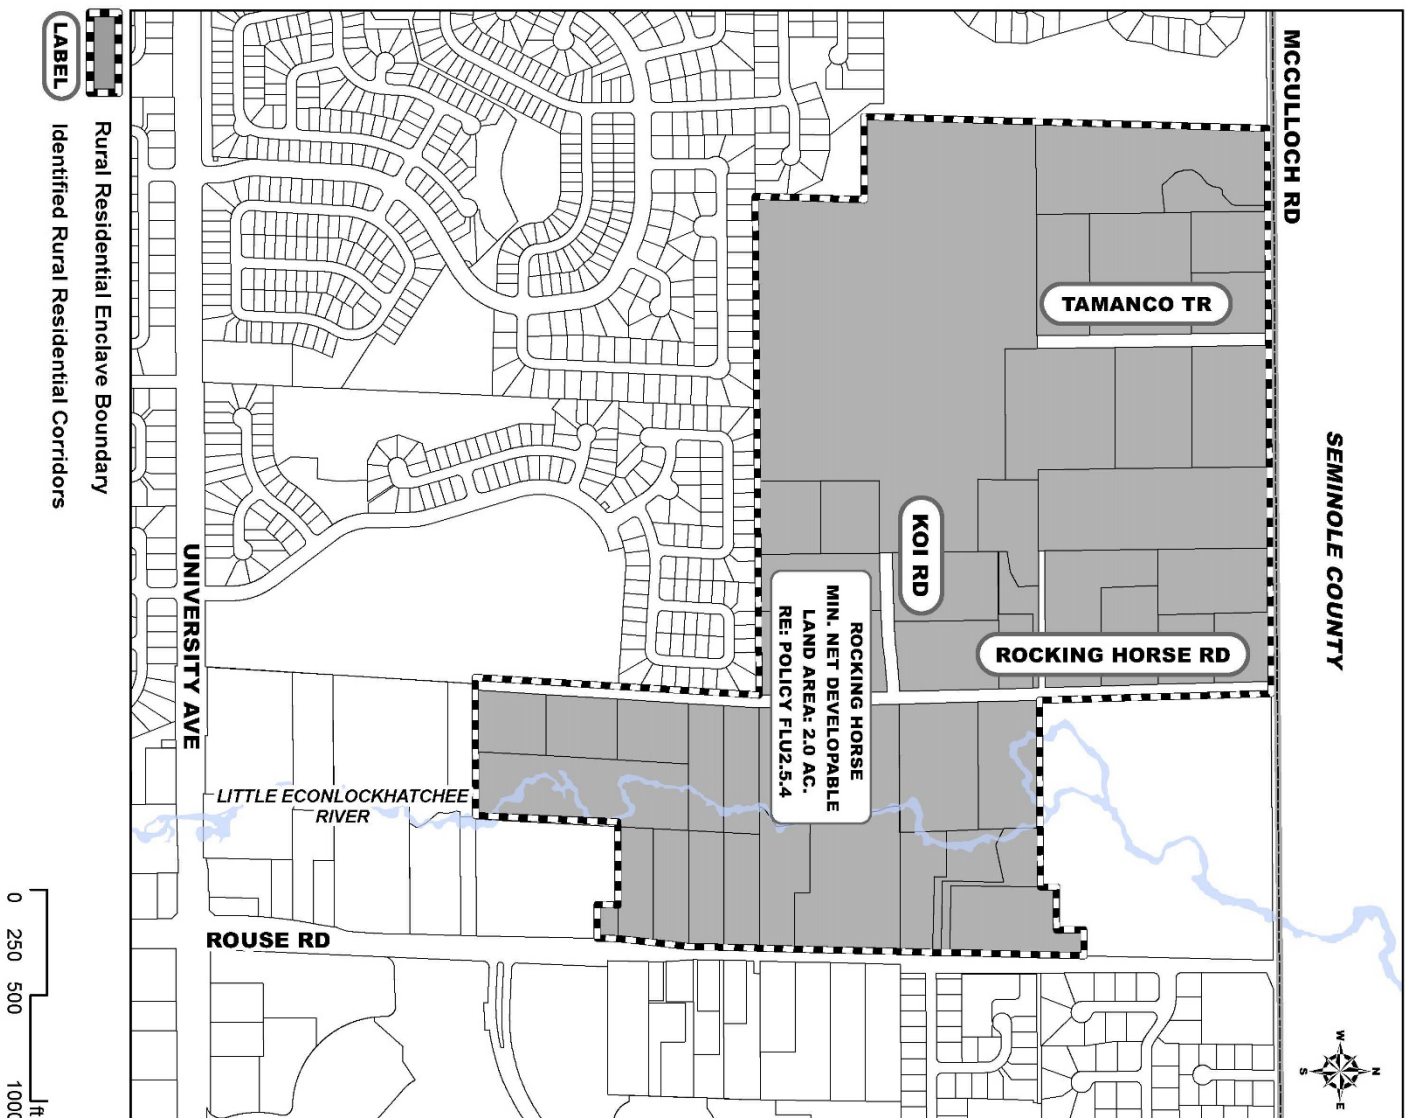 MCCULLOCH RD
SEMINOLE COUNTY
TAMANCO TR
KOI RD
ROCKING HORSE RD
ROCKING HORSE
MIN. NET DEVELOPABLE
LAND AREA: 2.0 AC.
RE: POLICY FLU2.5.4
UNIVERSITY AVE
LITTLE ECONLOCKHATCHEE
RIVER
ROUSE RD
LABEL
Rural Residential Enclave Boundary
Identified Rural Residential Corridors
0 250 500 1000
ft
N
W
E
S